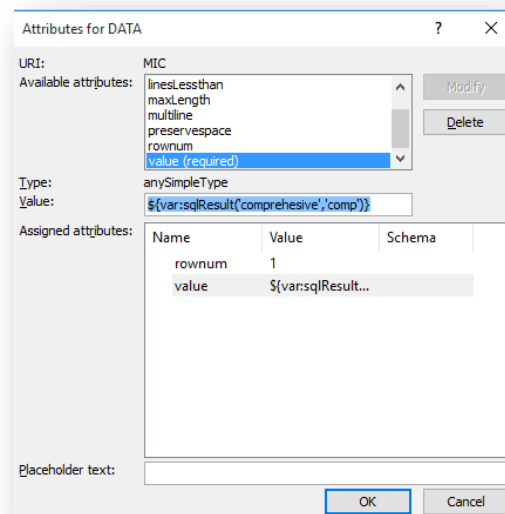 Attributes for DATA ? ×
URI: MIC
Available attributes: linesLessthan
maxLength
multiline
preservespace
rownum
value (required)
Modify
Delete
Type: anySimpleType
Value: ${var:sqlResult('comprehesive','comp')}
Assigned attributes:
Name Value Schema
rownum 1
value ${var:sqlResult...
Placeholder text:
OK Cancel